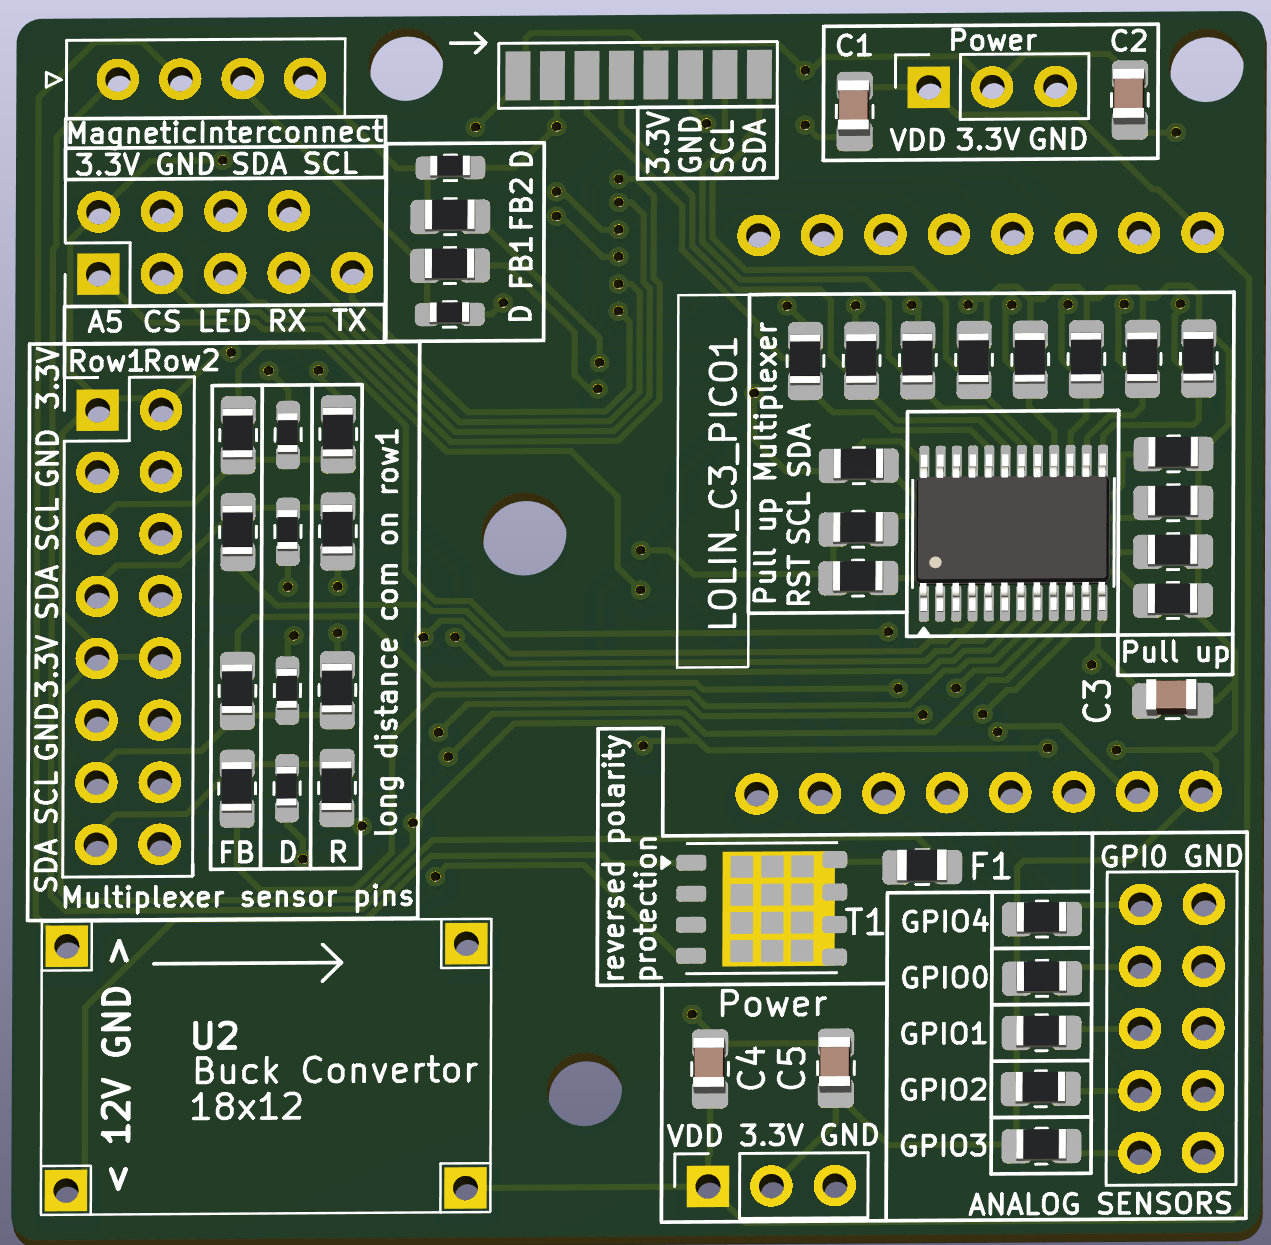 C1 Power C2
VDD 3.3V GND
MagneticInterconnect
3.3V GND SDA SCL
3.3V
GND
SCL
SDA
D FB1 FB2 D
A5 CS LED RX TX
Row1 Row2
SDA SCL GND 3.3V SDA SCL GND 3.3V
long distance com on row1
FB D R
Multiplexer sensor pins
LOLIN_C3_PICO1
Pull up Multiplexer
RST SCL SDA
Pull up
C3
reversed polarity
protection
T1
F1
GPIO GND
GPIO4
GPIO0
GPIO1
GPIO2
GPIO3
ANALOG SENSORS
Power
C4
C5
VDD 3.3V GND
< 12V GND >
U2
Buck Convertor
18x12